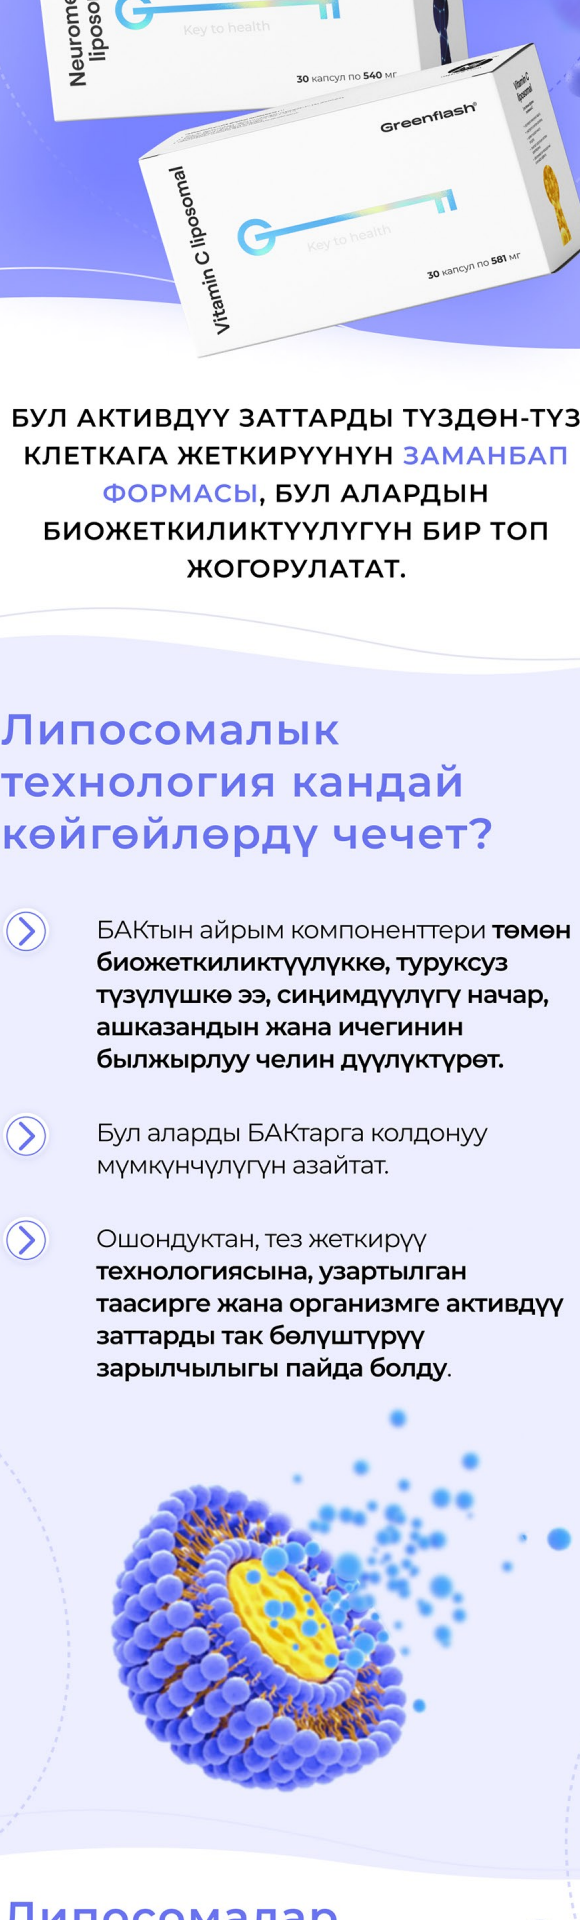 Key to health
30 капсул по 540 мг
Greenflash
Vitamin C liposomal
Key to health
30 капсул по 581 мг
Vitamin C
liposomal
БУЛ АКТИВДҮҮ ЗАТТАРДЫ ТҮЗДӨН-ТҮЗ
КЛЕТКАГА ЖЕТКИРҮҮНҮН ЗАМАНБАП
ФОРМАСЫ, БУЛ АЛАРДЫН
БИОЖЕТКИЛИКТҮҮЛҮГҮН БИР ТОП
ЖОГОРУЛАТАТ.
Липосомалык
технология кандай
көйгөйлөрдү чечет?
БАКтын айрым компоненттери төмөн
биожеткиликтүүлүккө, туруксуз
түзүлүшкө ээ, сиңимдүүлүгү начар,
ашказандын жана ичегинин
былжырлуу челин дүүлүктүрөт.
Бул аларды БАКтарга колдонуу
мүмкүнчүлүгүн азайтат.
Ошондуктан, тез жеткирүү
технологиясына, узартылган
таасирге жана организмге активдүү
заттарды так бөлүштүрүү
зарылчылыгы пайда болду.
Липосомалар